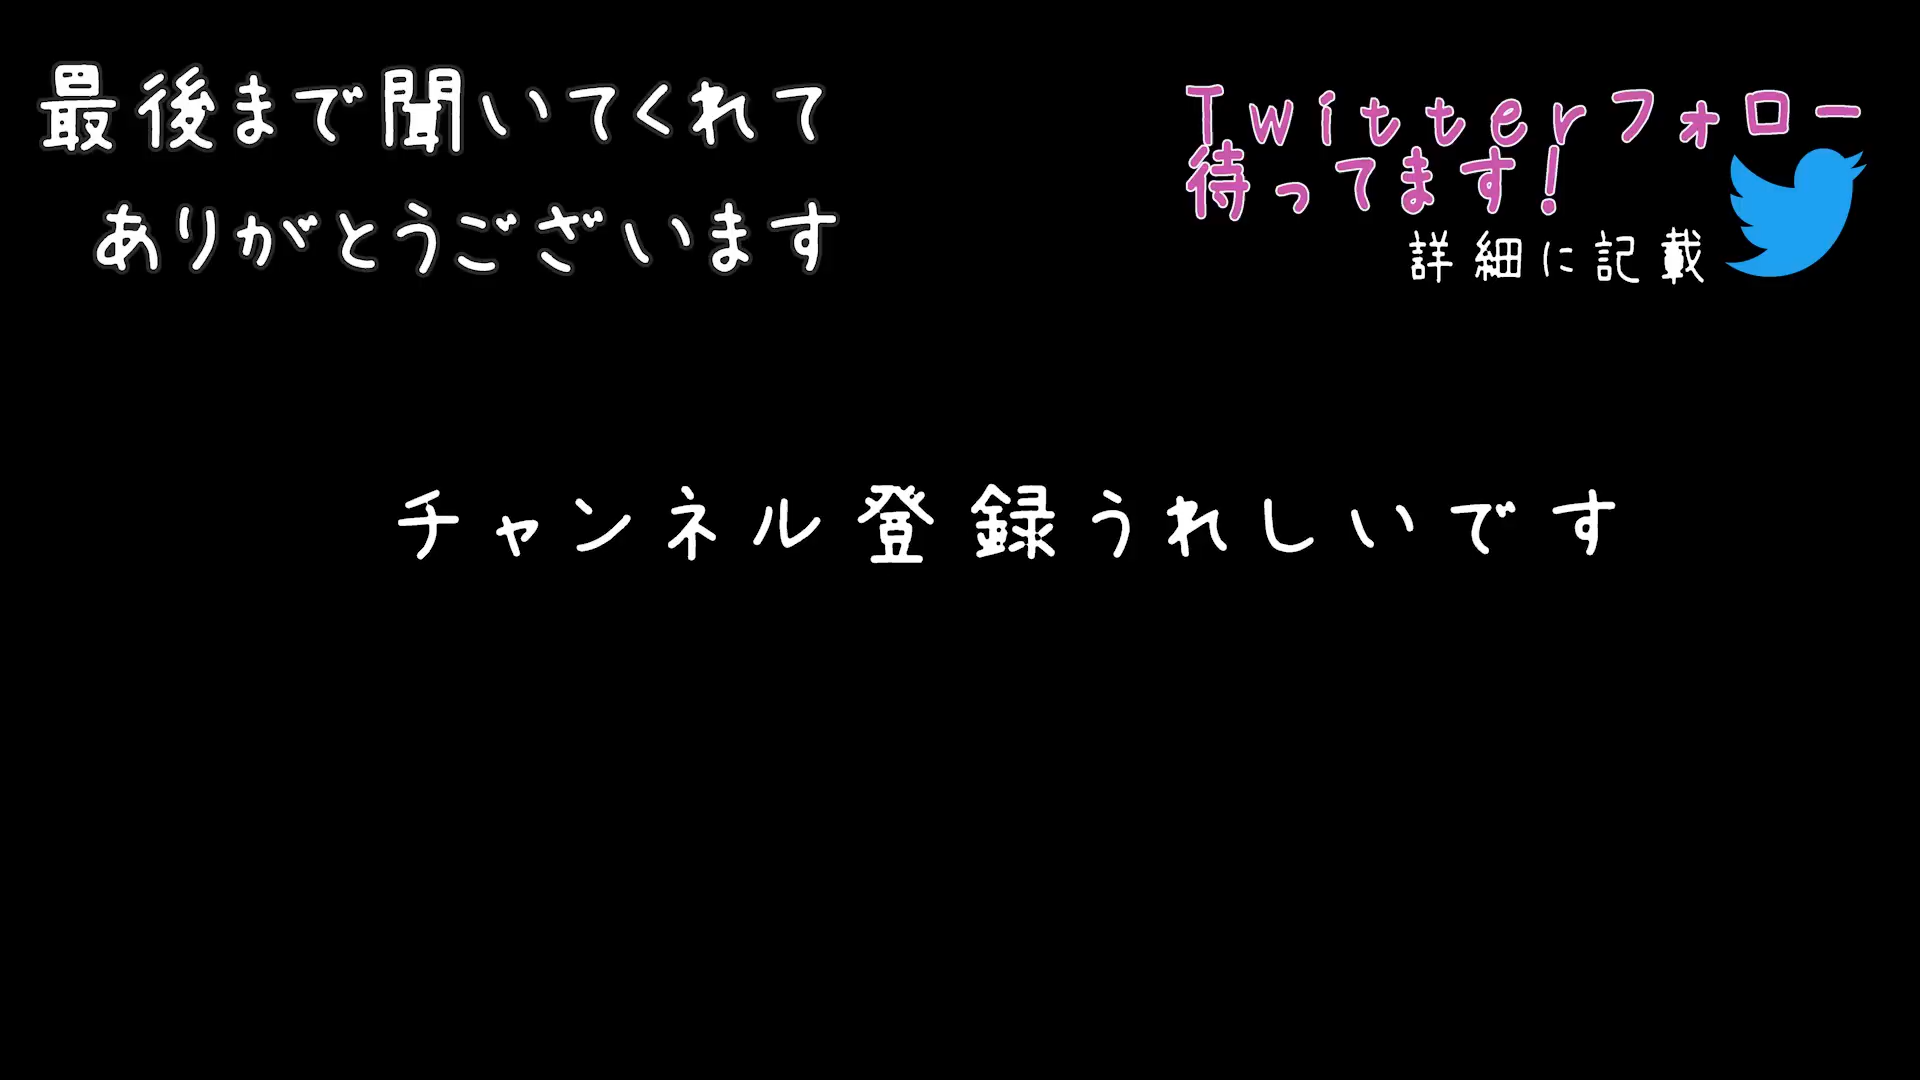 最後まで聞いてくれて
ありがとうございます
Twitterフォロー
待ってます!
詳細に記載
チャンネル登録うれしいです